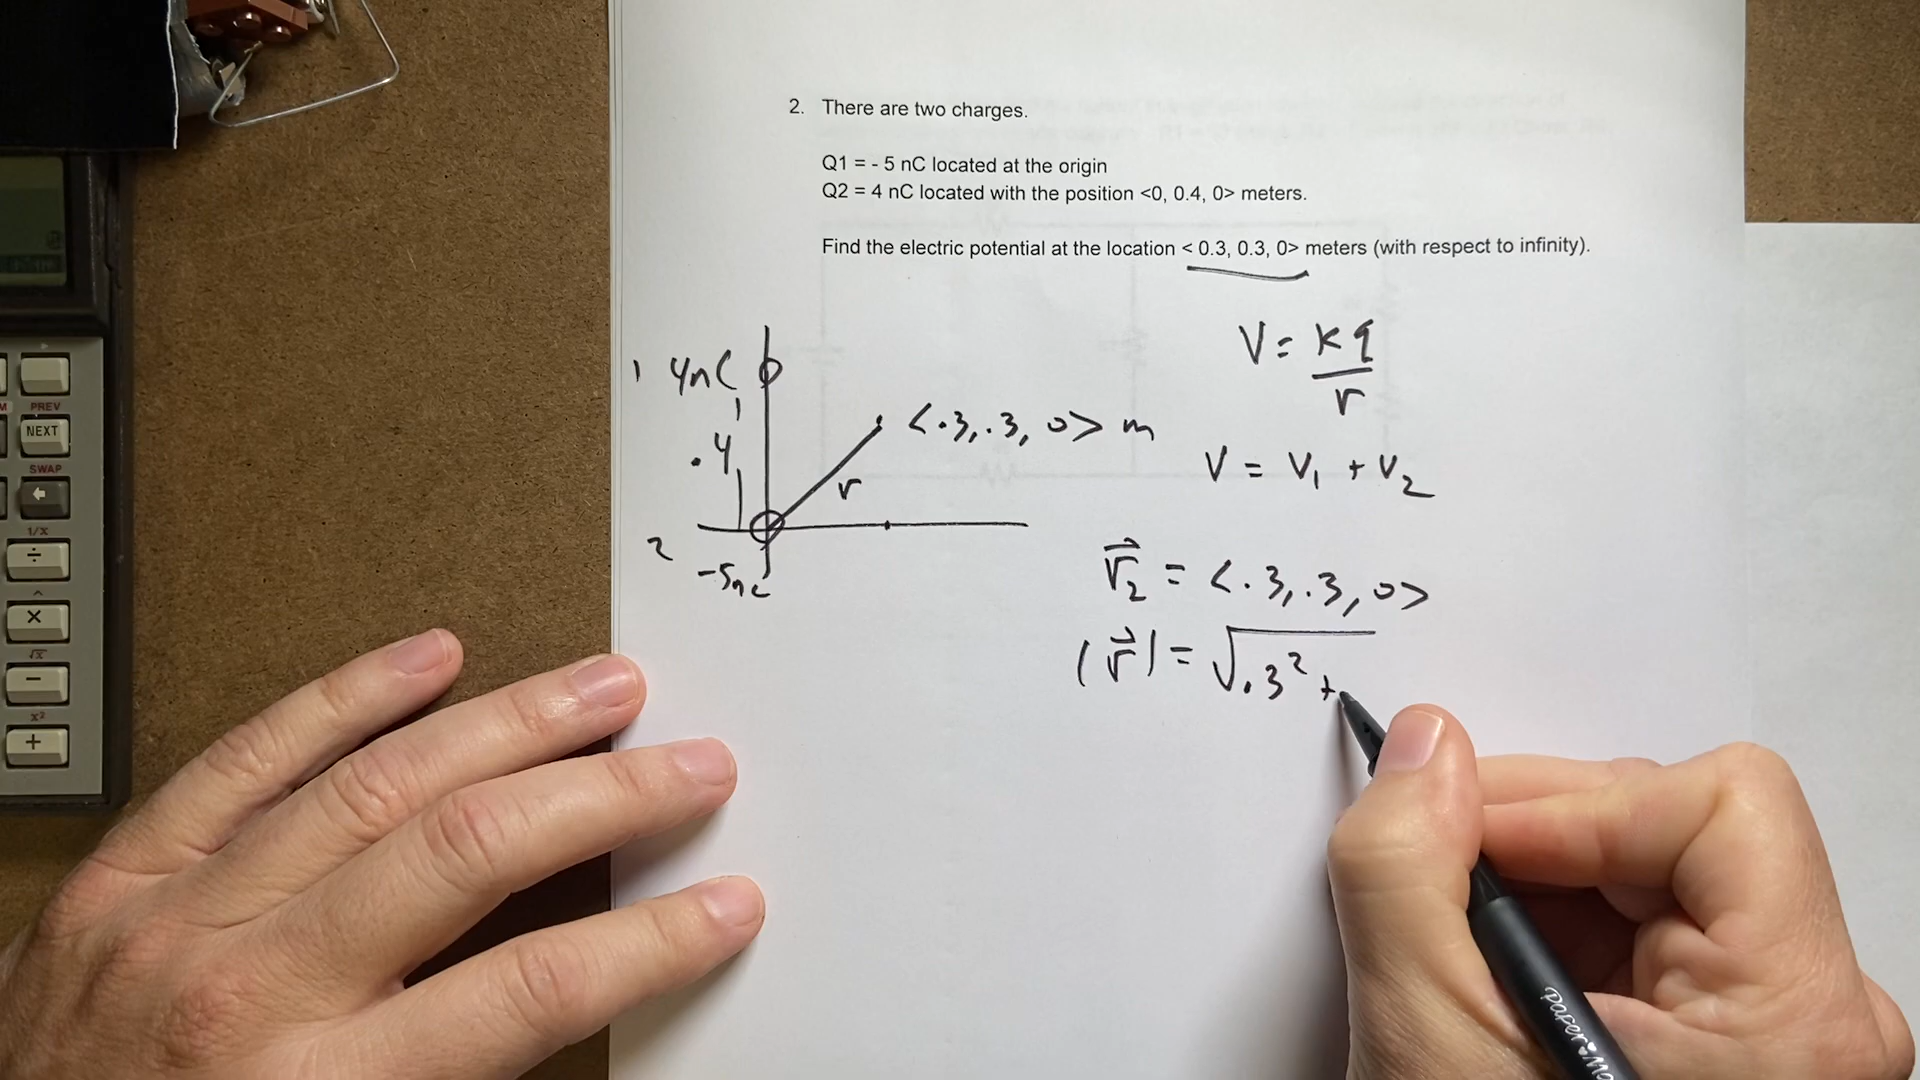 2. There are two charges.
Q1 = - 5 nC located at the origin
Q2 = 4 nC located with the position <0, 0.4, 0> meters.
Find the electric potential at the location < 0.3, 0.3, 0> meters (with respect to infinity).
V = kq / r
1 4nC
<.3, .3, 0> m
.4
V = V₁ + V₂
r
2
-5nC
r⃗₂ = <.3, .3, 0>
|r⃗| = √.3² +
PREV
NEXT
SWAP
1/X
÷
^
×
√x
−
x²
+
Paper♥Ma